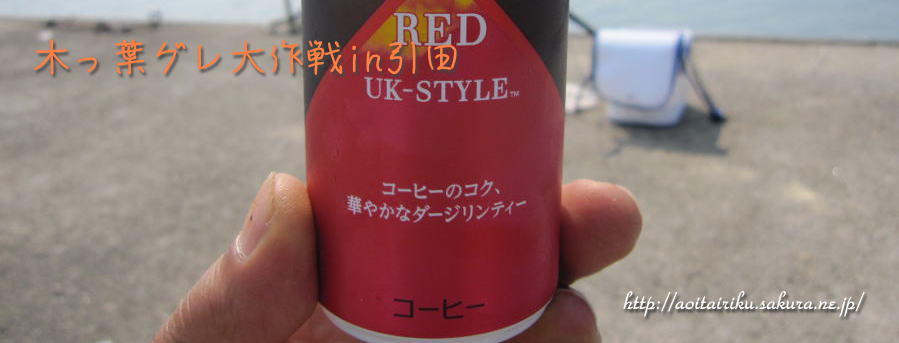 木っ葉グレ大作戦in引田
RED
UK-STYLE™
コーヒーのコク、
華やかなダージリンティー
コーヒー
http://aoitairiku.sakura.ne.jp/